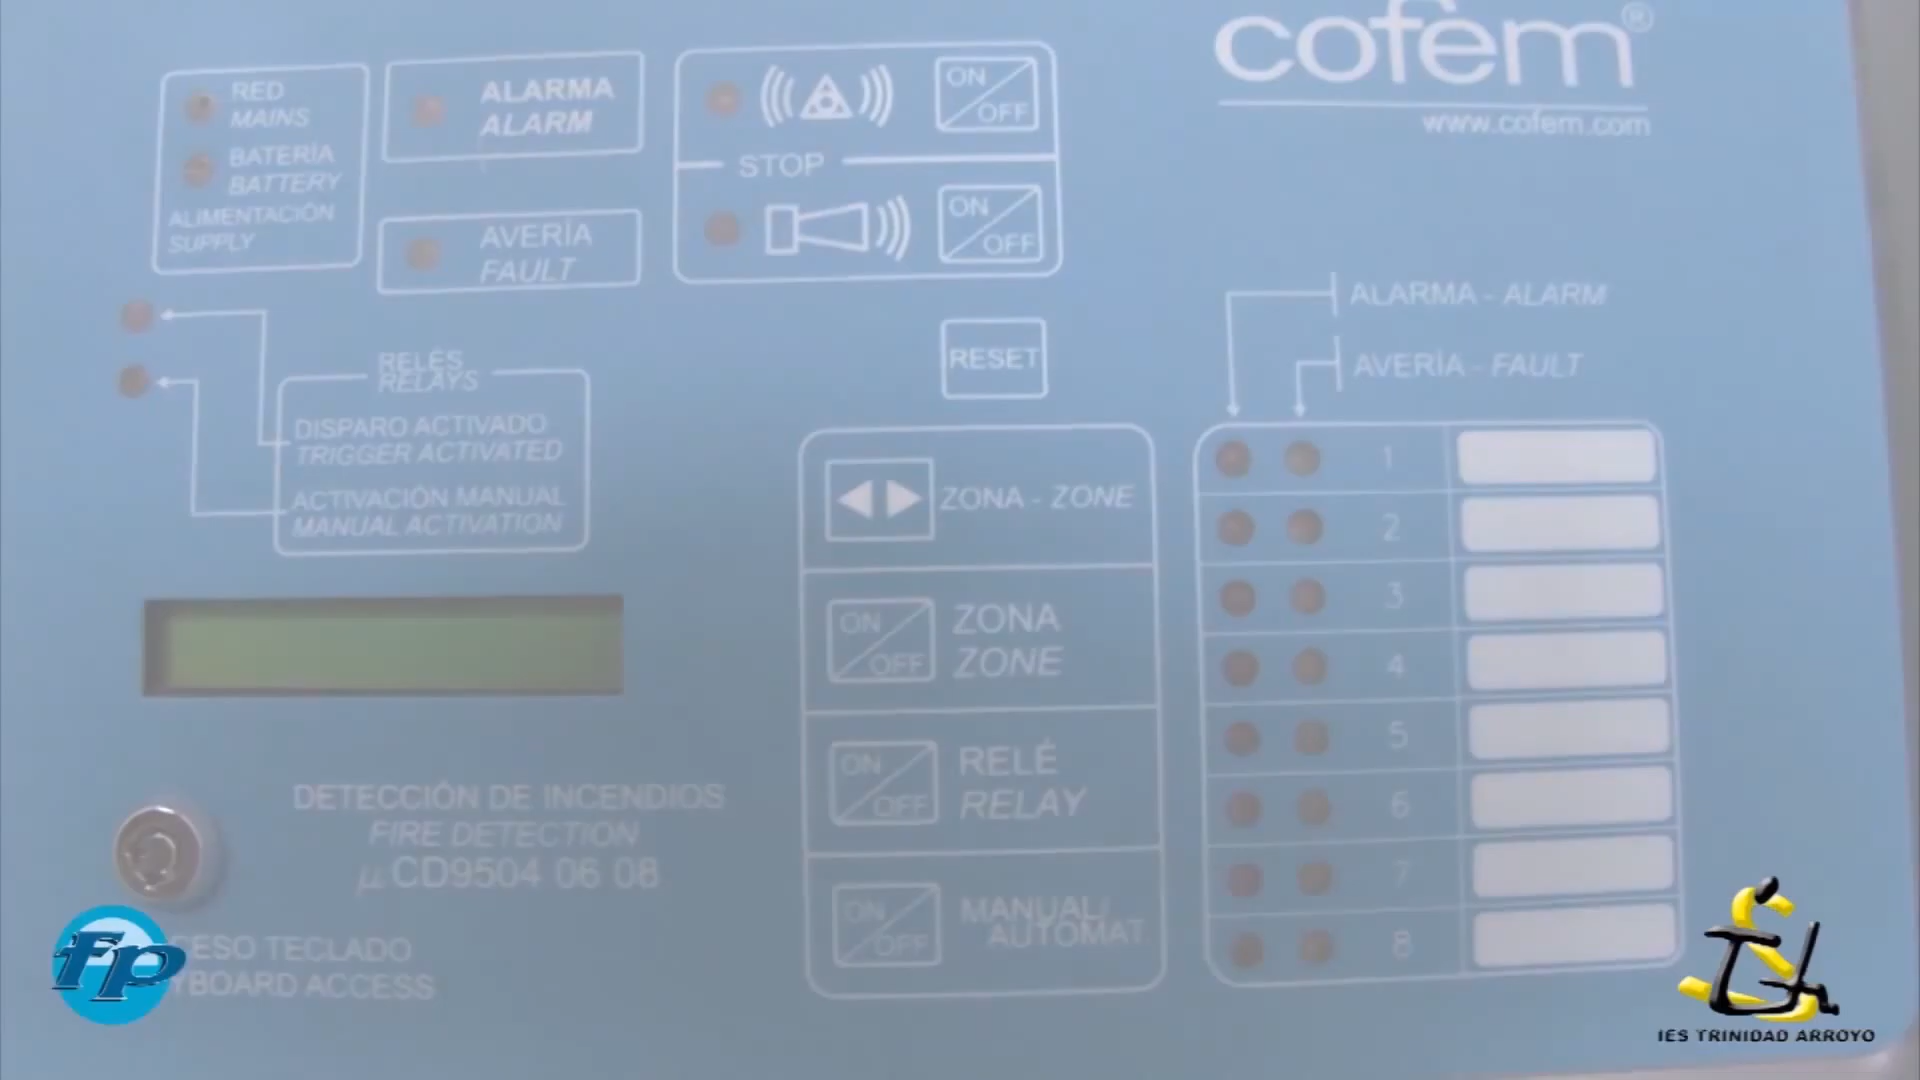 RED
MAINS
BATERÍA
BATTERY
ALIMENTACIÓN
SUPPLY
ALARMA
ALARM
AVERÍA
FAULT
STOP
ON
OFF
ON
OFF
cofem®
www.cofem.com
RELÉS
RELAYS
DISPARO ACTIVADO
TRIGGER ACTIVATED
ACTIVACIÓN MANUAL
MANUAL ACTIVATION
RESET
ALARMA - ALARM
AVERÍA - FAULT
ZONA - ZONE
ON
OFF
ZONA
ZONE
ON
OFF
RELÉ
RELAY
ON
OFF
MANUAL/
AUTOMAT
1
2
3
4
5
6
7
8
DETECCIÓN DE INCENDIOS
FIRE DETECTION
µCD9504 06 08
ESO TECLADO
YBOARD ACCESS
fp
IES TRINIDAD ARROYO